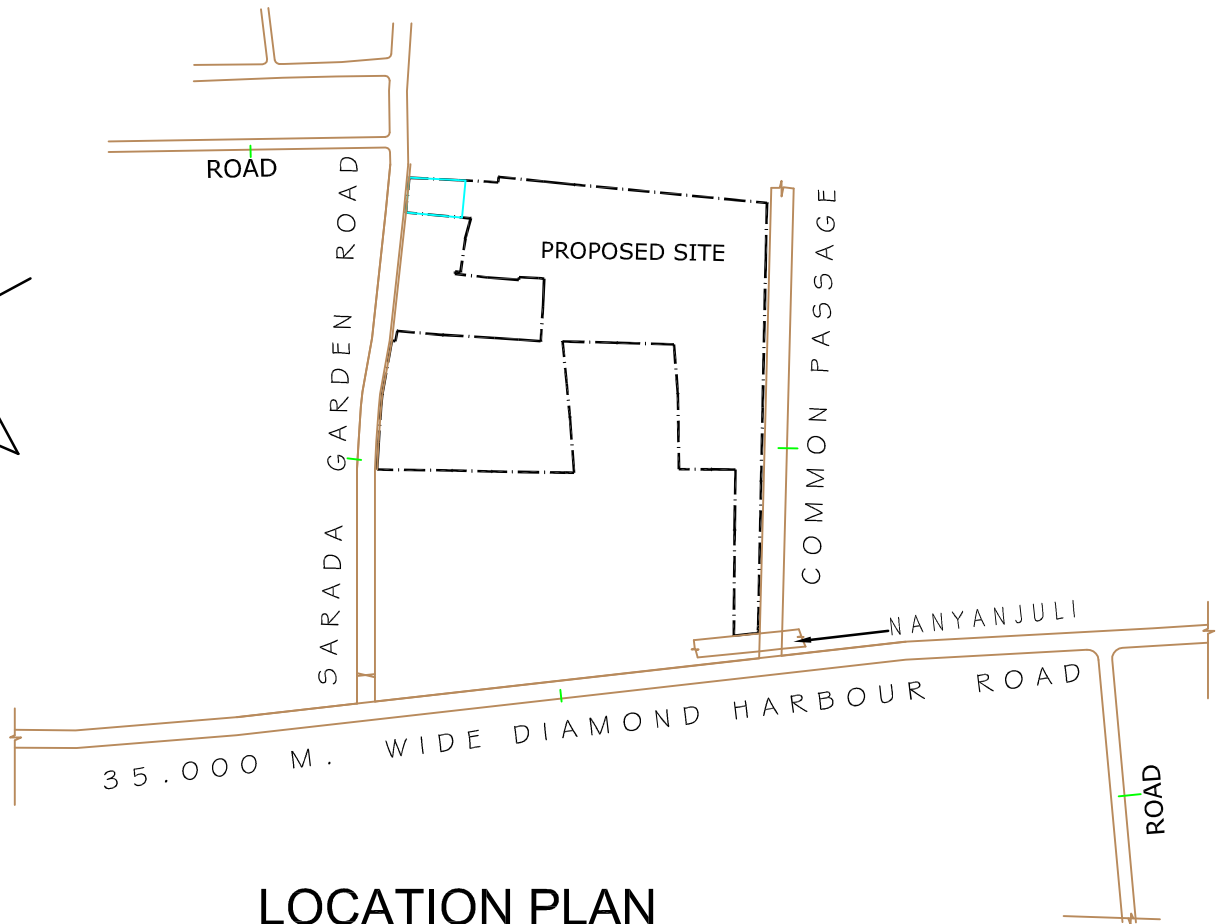 ROAD
SARADA GARDEN ROAD
PROPOSED SITE
COMMON PASSAGE
NANYANJULI
35.000 M. WIDE DIAMOND HARBOUR ROAD
ROAD
LOCATION PLAN